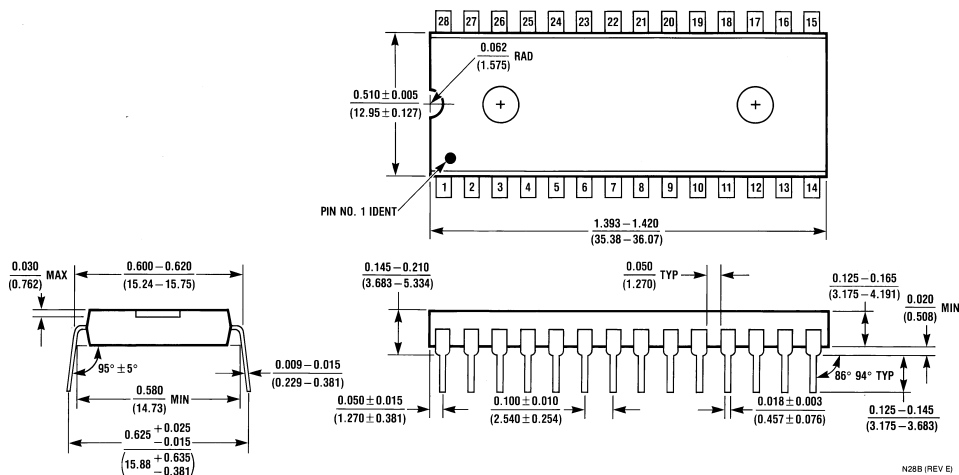 28 27 26 25 24 23 22 21 20 19 18 17 16 15
0.062
(1.575)
RAD
0.510 ± 0.005
(12.95 ± 0.127)
PIN NO. 1 IDENT
1 2 3 4 5 6 7 8 9 10 11 12 13 14
1.393 – 1.420
(35.38 – 36.07)
0.030
(0.762)
MAX
0.600 – 0.620
(15.24 – 15.75)
95° ± 5°
0.580
(14.73)
MIN
0.009 – 0.015
(0.229 – 0.381)
0.625 + 0.025
– 0.015
(15.88 + 0.635
– 0.381)
0.145 – 0.210
(3.683 – 5.334)
0.050
(1.270)
TYP
0.125 – 0.165
(3.175 – 4.191)
0.020
(0.508)
MIN
86° 94° TYP
0.050 ± 0.015
(1.270 ± 0.381)
0.100 ± 0.010
(2.540 ± 0.254)
0.018 ± 0.003
(0.457 ± 0.076)
0.125 – 0.145
(3.175 – 3.683)
N28B (REV E)